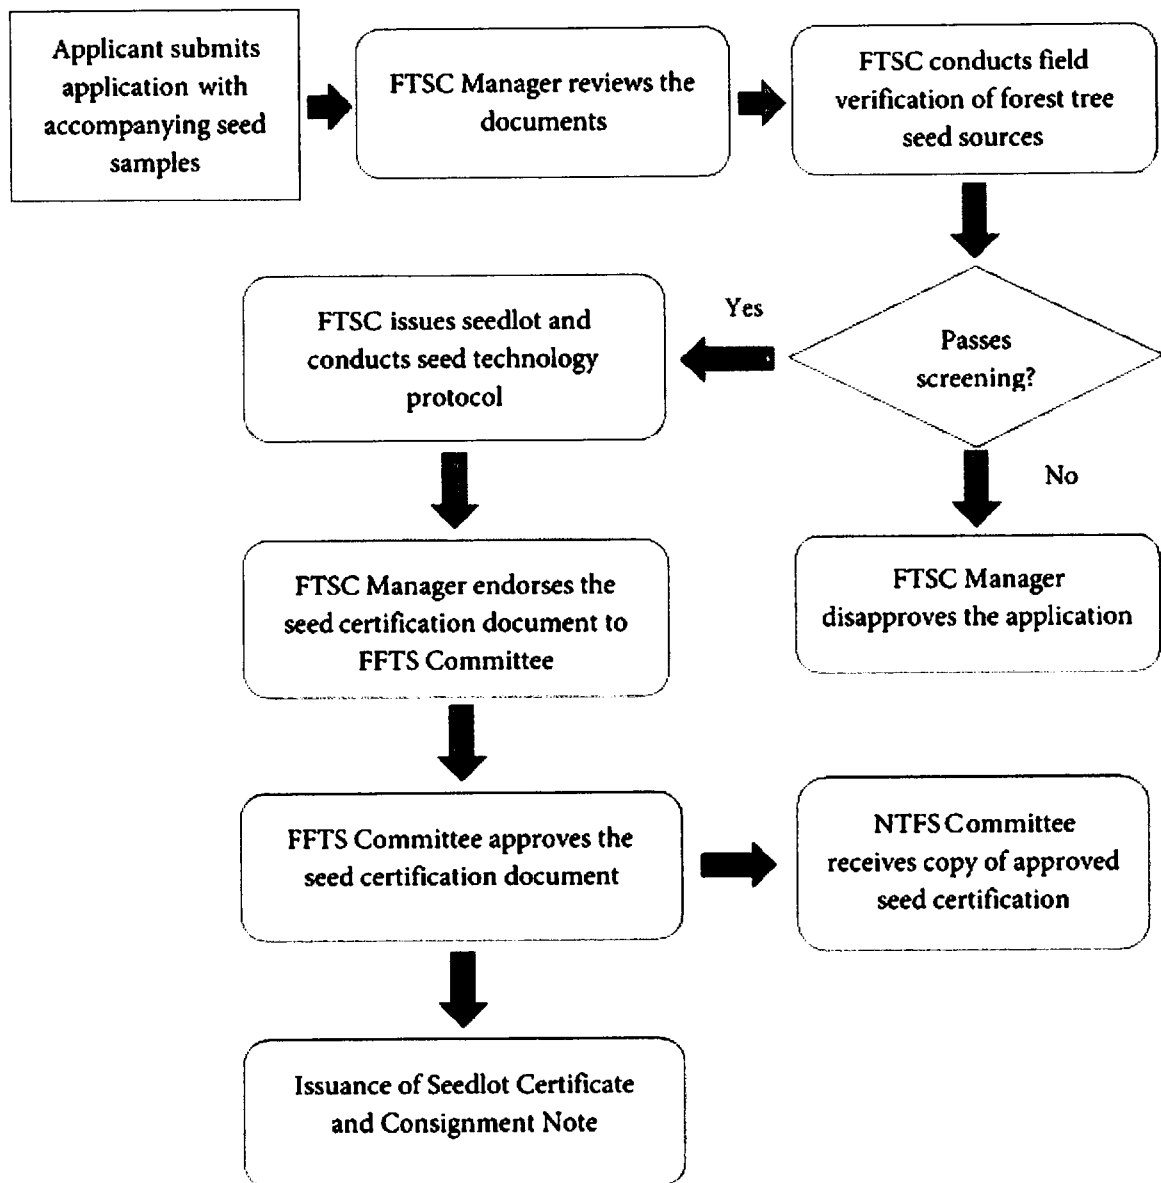 Applicant submits
application with
accompanying seed
samples
FTSC Manager reviews the
documents
FTSC conducts field
verification of forest tree
seed sources
Passes
screening?
Yes
No
FTSC issues seedlot and
conducts seed technology
protocol
FTSC Manager
disapproves the application
FTSC Manager endorses the
seed certification document to
FFTS Committee
FFTS Committee approves the
seed certification document
NTFS Committee
receives copy of approved
seed certification
Issuance of Seedlot Certificate
and Consignment Note